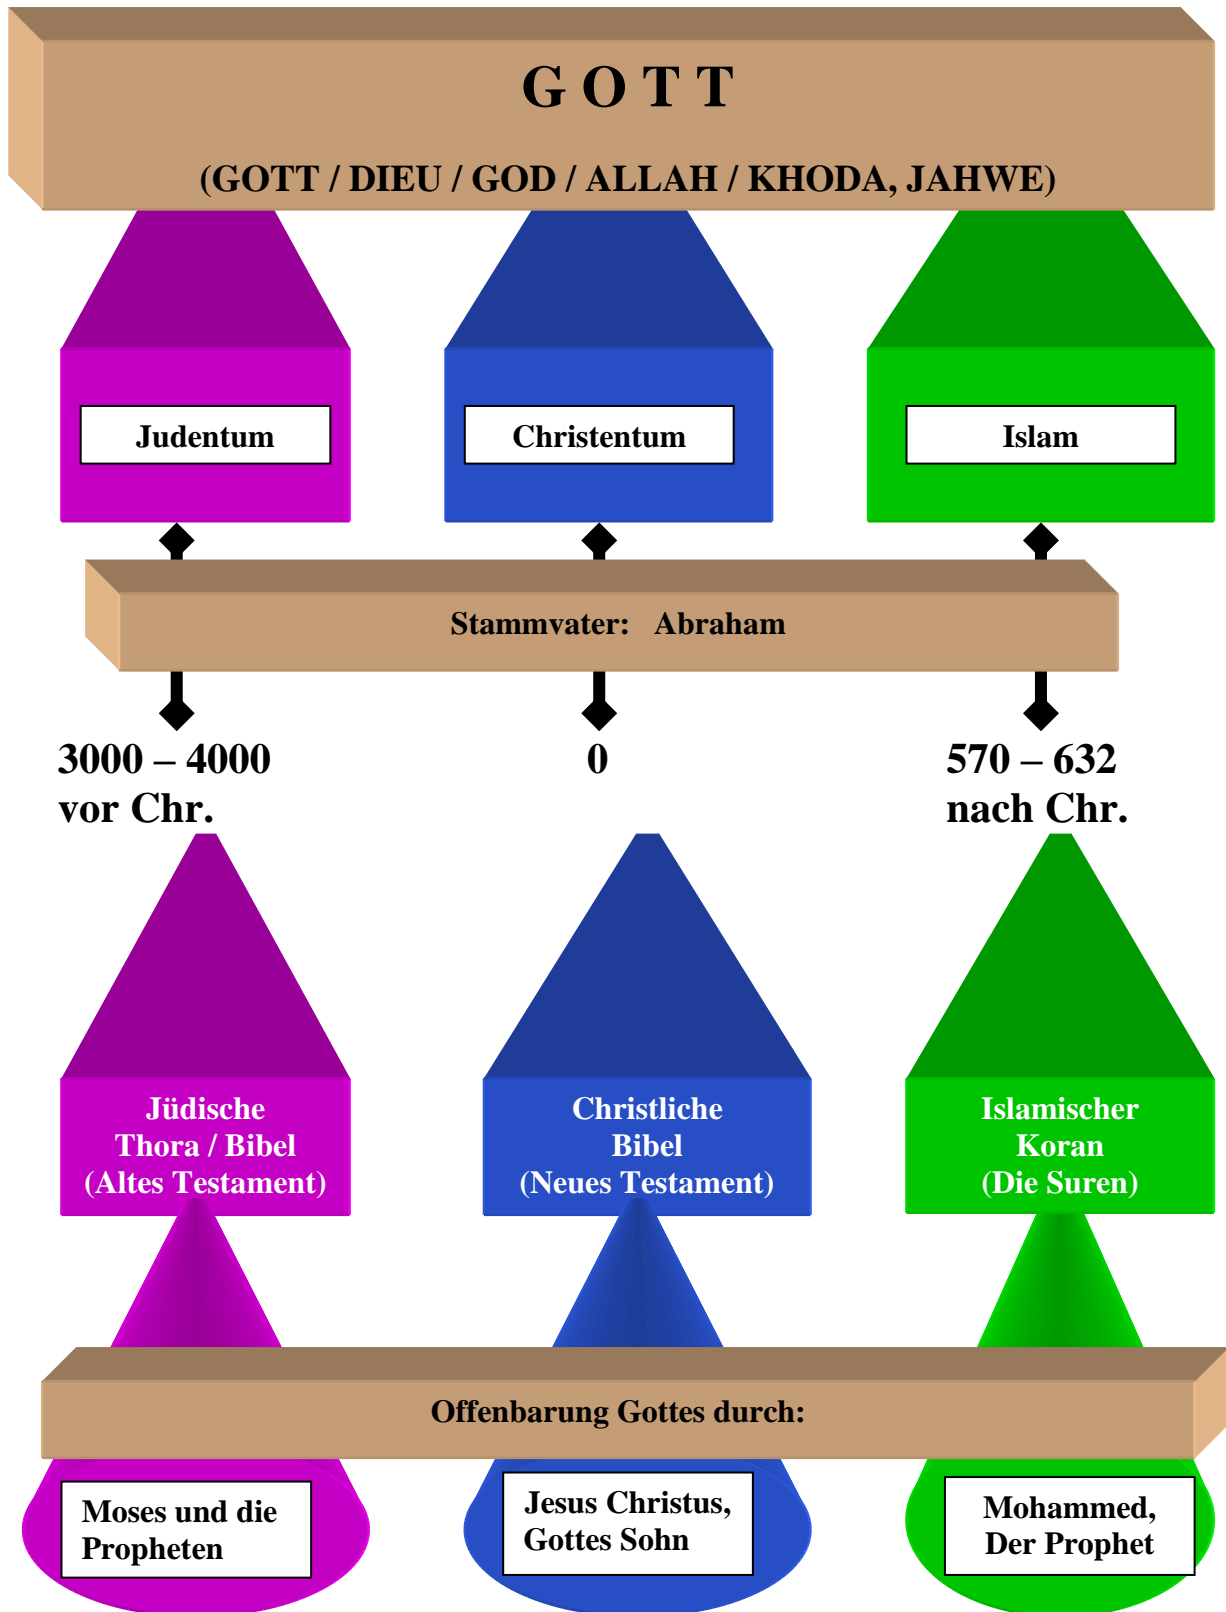 G O T T
(GOTT / DIEU / GOD / ALLAH / KHODA, JAHWE)
Judentum
Christentum
Islam
Stammvater: Abraham
3000 – 4000
vor Chr.
0
570 – 632
nach Chr.
Jüdische
Thora / Bibel
(Altes Testament)
Christliche
Bibel
(Neues Testament)
Islamischer
Koran
(Die Suren)
Offenbarung Gottes durch:
Moses und die
Propheten
Jesus Christus,
Gottes Sohn
Mohammed,
Der Prophet